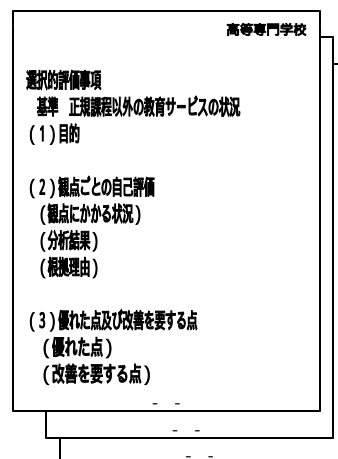 高等専門学校
選択的評価事項
基準　正規課程以外の教育サービスの状況
(1)目的
(2)観点ごとの自己評価
(観点にかかる状況)
(分析結果)
(根拠理由)
(3)優れた点及び改善を要する点
(優れた点)
(改善を要する点)
- -
- -
- -